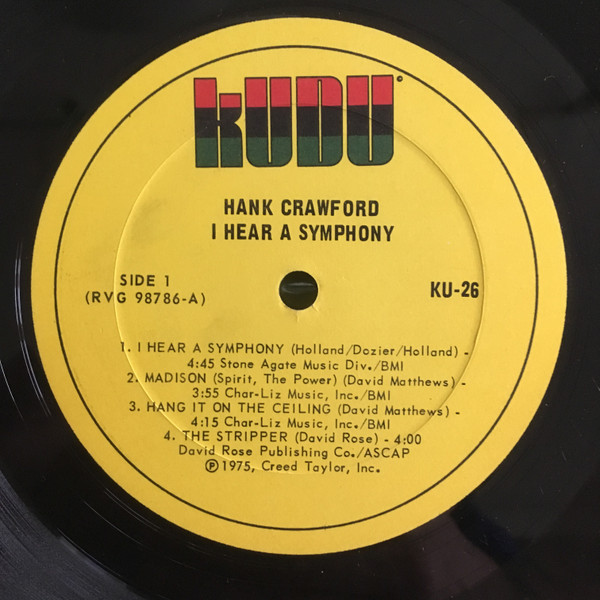 kUDU
HANK CRAWFORD
I HEAR A SYMPHONY
SIDE 1
(RVG 98786-A)
KU-26
1. I HEAR A SYMPHONY (Holland/Dozier/Holland) -
4:45 Stone Agate Music Div./BMI
2. MADISON (Spirit, The Power) (David Matthews) -
3:55 Char-Liz Music, Inc./BMI
3. HANG IT ON THE CEILING (David Matthews) -
4:15 Char-Liz Music, Inc./BMI
4. THE STRIPPER (David Rose) - 4:00
David Rose Publishing Co./ASCAP
℗1975, Creed Taylor, Inc.